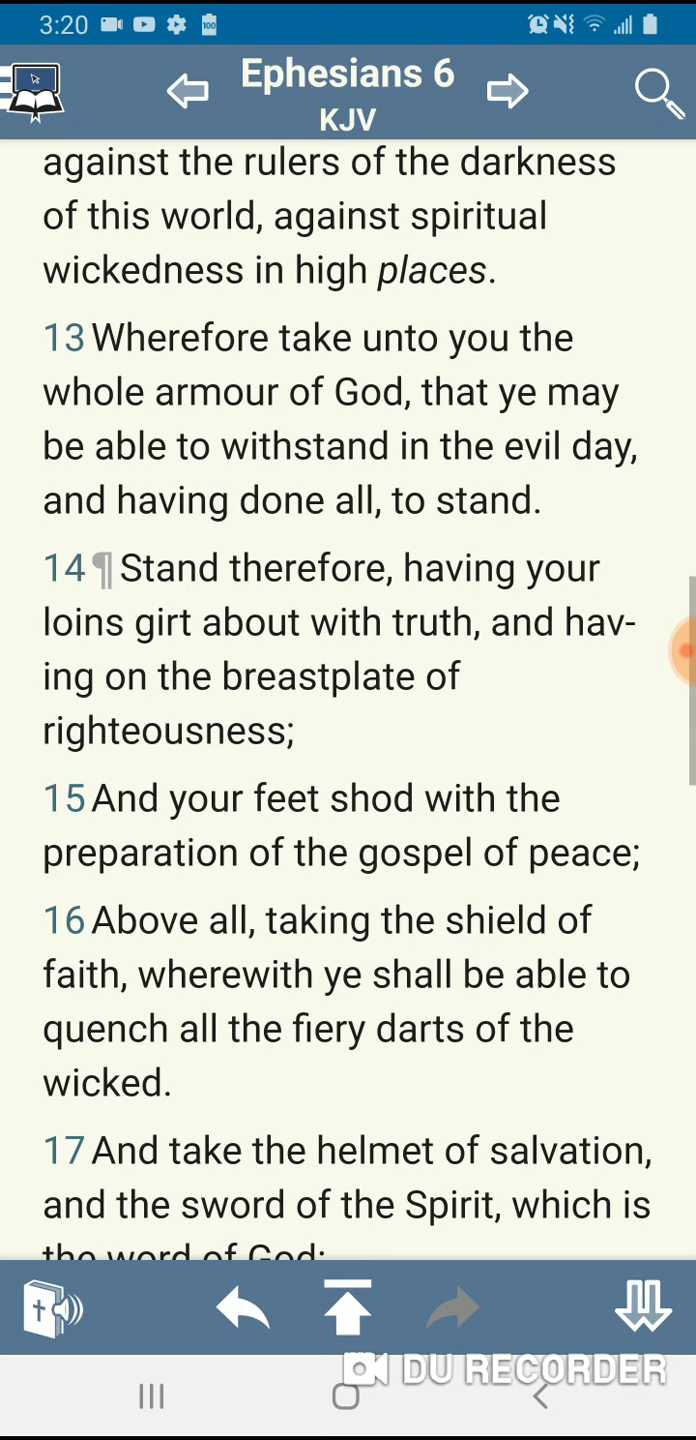 3:20
100
Ephesians 6
KJV
against the rulers of the darkness
of this world, against spiritual
wickedness in high places.
13 Wherefore take unto you the
whole armour of God, that ye may
be able to withstand in the evil day,
and having done all, to stand.
14 ¶ Stand therefore, having your
loins girt about with truth, and hav-
ing on the breastplate of
righteousness;
15 And your feet shod with the
preparation of the gospel of peace;
16 Above all, taking the shield of
faith, wherewith ye shall be able to
quench all the fiery darts of the
wicked.
17 And take the helmet of salvation,
and the sword of the Spirit, which is
the word of God:
DU RECORDER